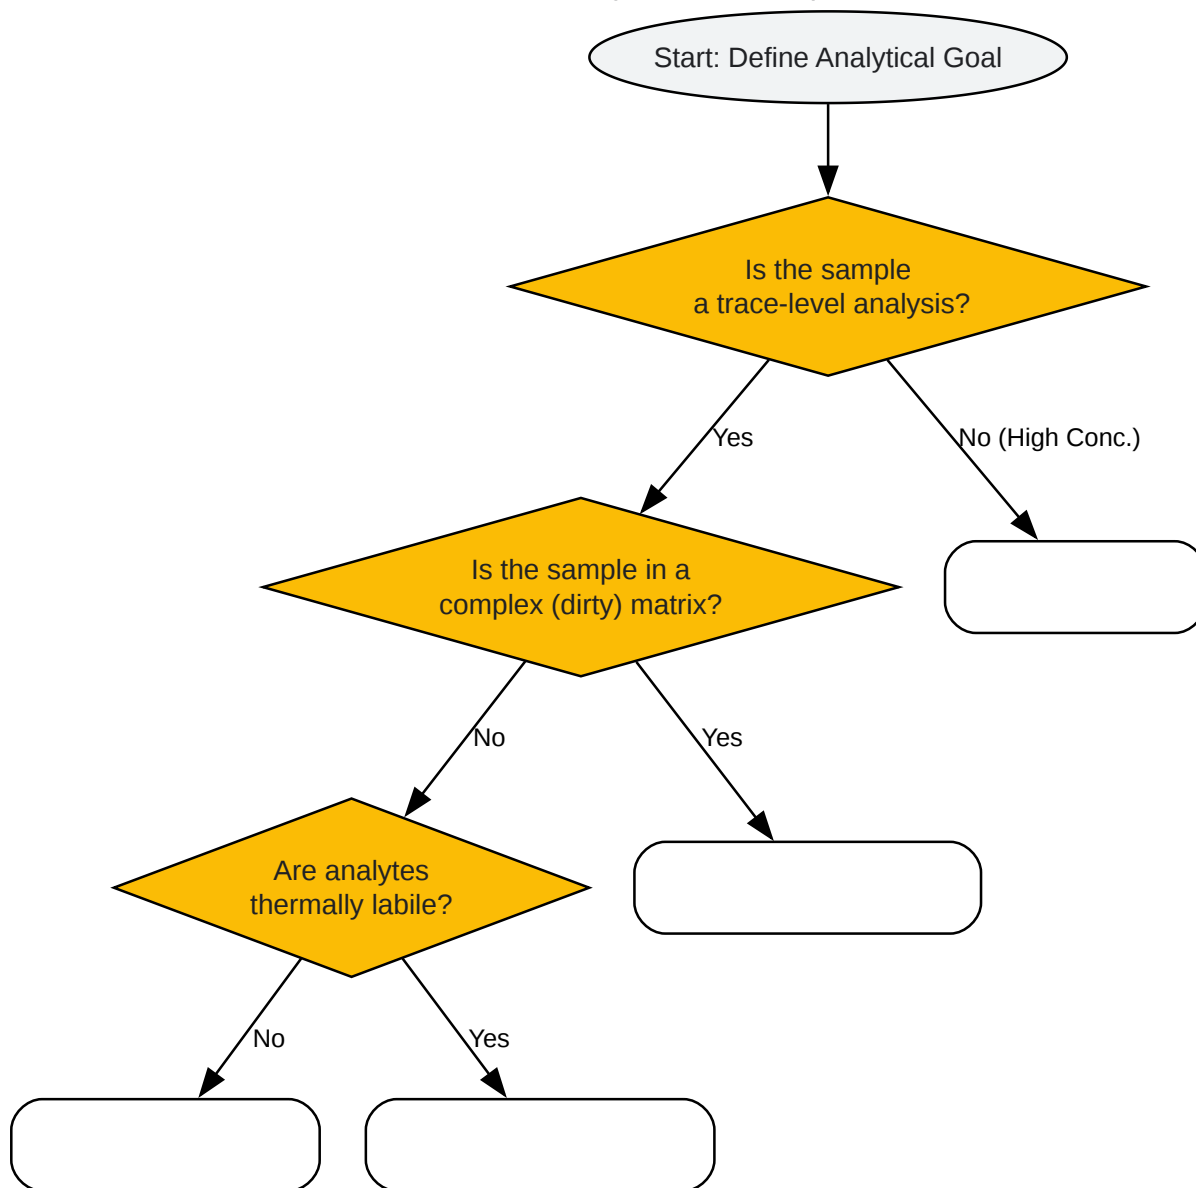 Start: Define Analytical Goal
Is the sample
a trace-level analysis?
Yes
No (High Conc.)
Is the sample in a
complex (dirty) matrix?
No
Yes
Are analytes
thermally labile?
No
Yes